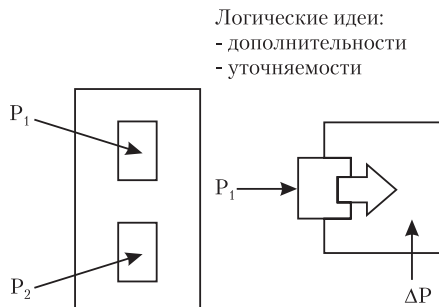 Логические идеи:
- дополнительности
- уточняемости
P₁
P₁
P₂
ΔP